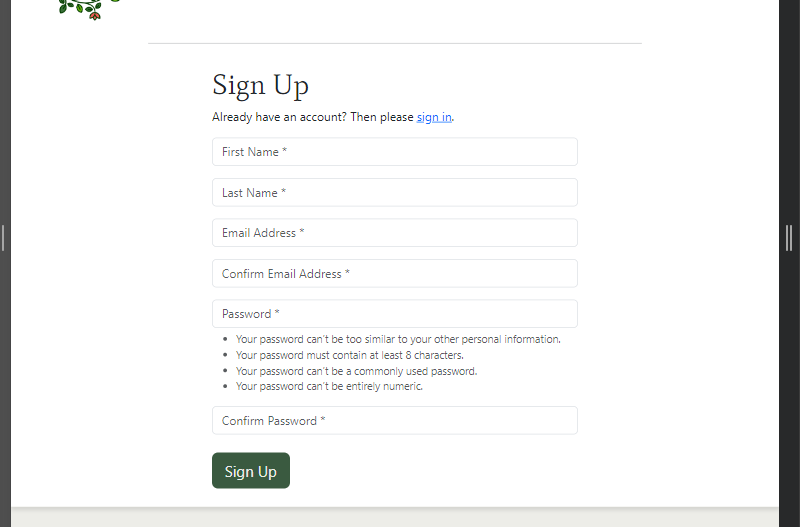 Sign Up
Already have an account? Then please sign in.
First Name *
Last Name *
Email Address *
Confirm Email Address *
Password *
• Your password can't be too similar to your other personal information.
• Your password must contain at least 8 characters.
• Your password can't be a commonly used password.
• Your password can't be entirely numeric.
Confirm Password *
Sign Up